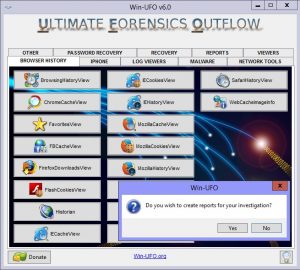 Win-UFO v6.0
ULTIMATE FORENSICS OUTFLOW
OTHER PASSWORD RECOVERY RECOVERY REPORTS VIEWERS
BROWSER HISTORY IPHONE LOG VIEWERS MALWARE NETWORK TOOLS
BrowsingHistoryView IECookiesView SafariHistoryView
ChromeCacheView IEHistoryView WebCacheImageInfo
FavoritesView MozillaCacheView
FBCacheView MozillaCookiesView
FirefoxDownloadsView MozillaHistoryView
FlashCookiesView
Historian
IECacheView
Win-UFO
Do you wish to create reports for your investigation?
Yes No
Donate Win-UFO.org